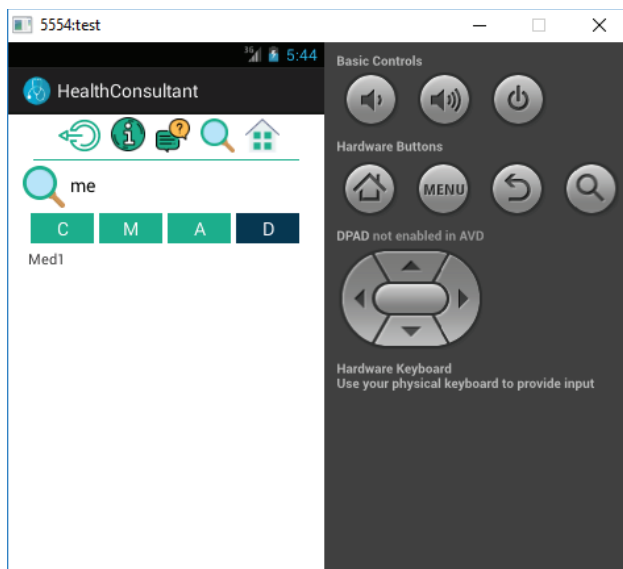 5554:test
3G 5:44
HealthConsultant
me
C M A D
Med1
Basic Controls
Hardware Buttons
MENU
DPAD not enabled in AVD
Hardware Keyboard
Use your physical keyboard to provide input